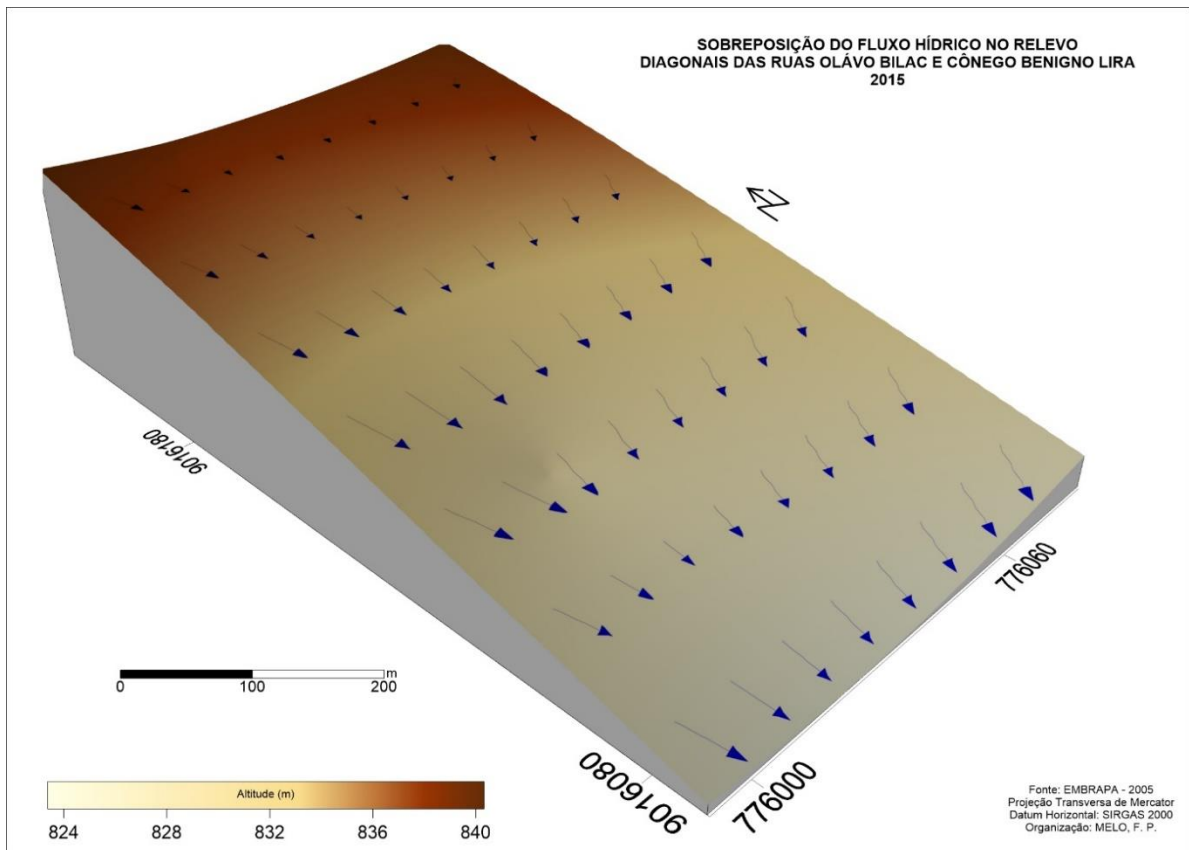 SOBREPOSIÇÃO DO FLUXO HÍDRICO NO RELEVO
DIAGONAIS DAS RUAS OLÁVO BILAC E CÔNEGO BENIGNO LIRA
2015
N
9016180
776060
m
0 100 200
9016080
776000
Altitude (m)
824 828 832 836 840
Fonte: EMBRAPA - 2005
Projeção Transversa de Mercator
Datum Horizontal: SIRGAS 2000
Organização: MELO, F. P.